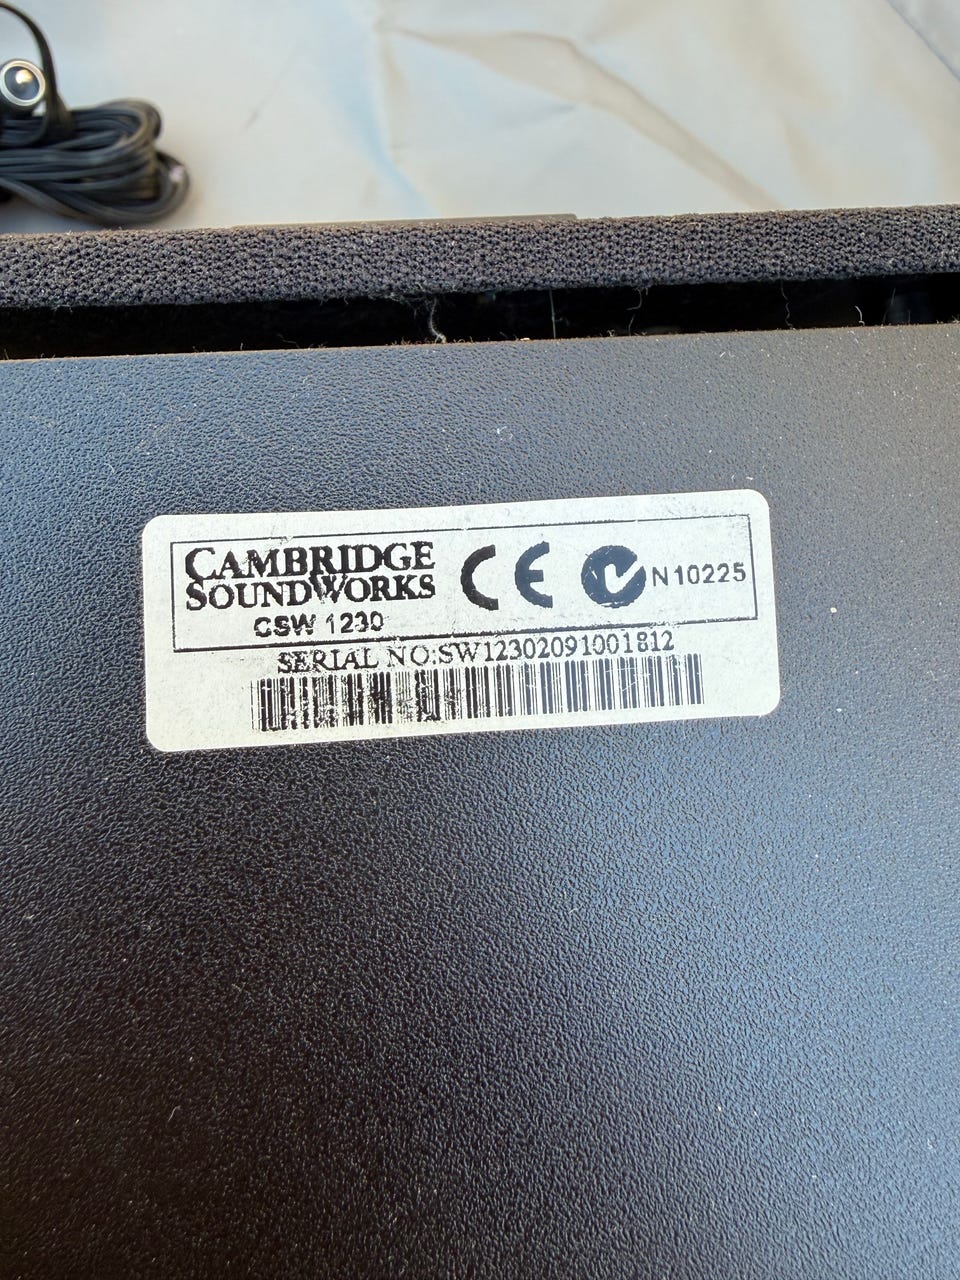 CAMBRIDGE
SOUNDWORKS
CSW 1230
CE N10225
SERIAL NO:SW12302091001812